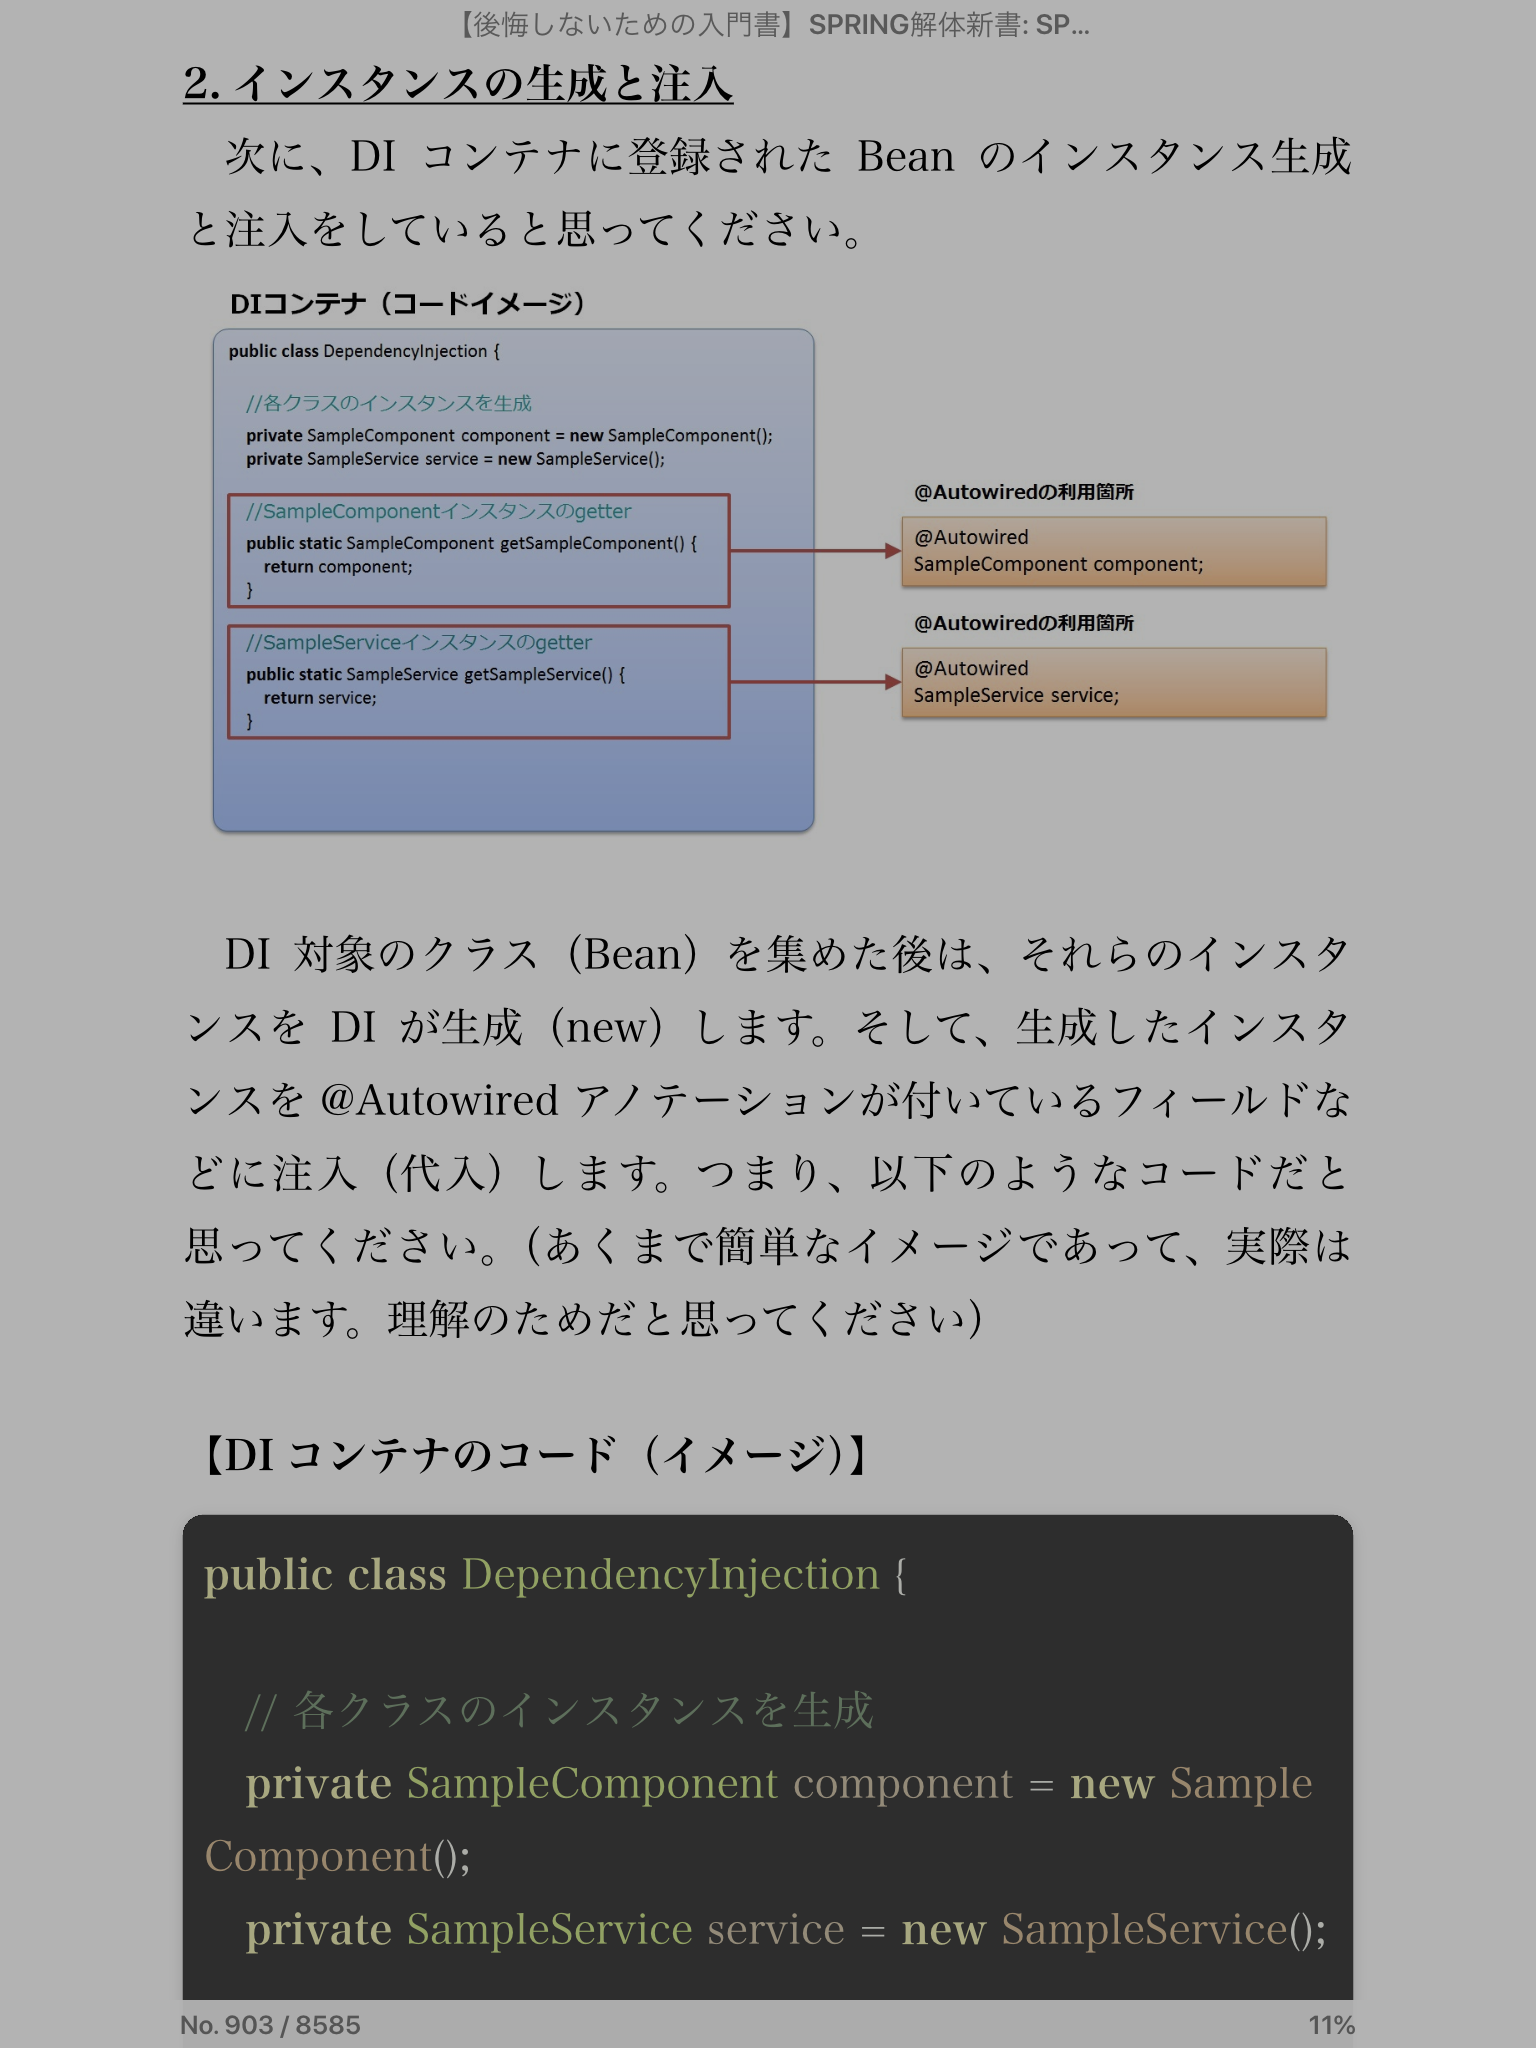 【後悔しないための入門書】SPRING解体新書: SP...
2. インスタンスの生成と注入
次に、DI コンテナに登録された Bean のインスタンス生成
と注入をしていると思ってください。
DIコンテナ（コードイメージ）
public class DependencyInjection {
//各クラスのインスタンスを生成
private SampleComponent component = new SampleComponent();
private SampleService service = new SampleService();
//SampleComponentインスタンスのgetter
public static SampleComponent getSampleComponent() {
return component;
}
//SampleServiceインスタンスのgetter
public static SampleService getSampleService() {
return service;
}
@Autowiredの利用箇所
@Autowired
SampleComponent component;
@Autowiredの利用箇所
@Autowired
SampleService service;
DI 対象のクラス（Bean）を集めた後は、それらのインスタ
ンスを DI が生成（new）します。そして、生成したインスタ
ンスを @Autowired アノテーションが付いているフィールドな
どに注入（代入）します。つまり、以下のようなコードだと
思ってください。（あくまで簡単なイメージであって、実際は
違います。理解のためだと思ってください）
【DI コンテナのコード（イメージ）】
public class DependencyInjection {
// 各クラスのインスタンスを生成
private SampleComponent component = new Sample
Component();
private SampleService service = new SampleService();
No. 903 / 8585
11%